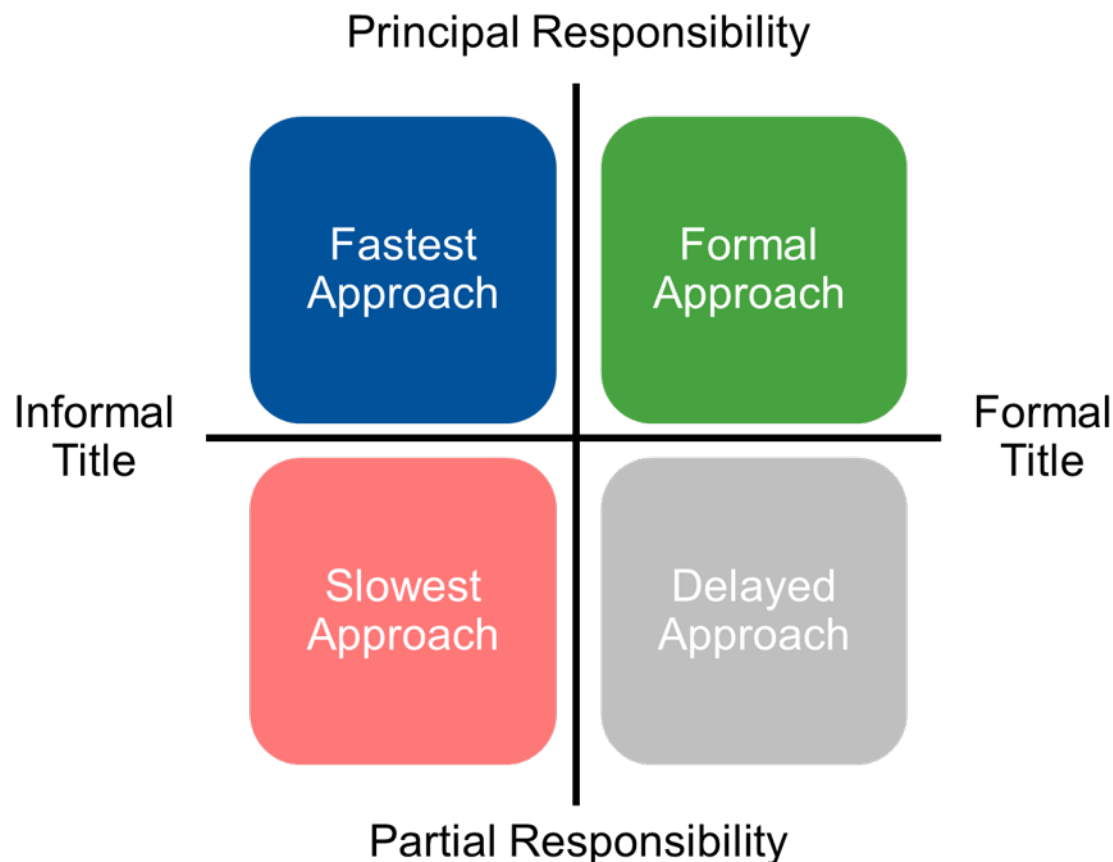 Principal Responsibility
Fastest
Approach
Formal
Approach
Informal
Title
Formal
Title
Slowest
Approach
Delayed
Approach
Partial Responsibility